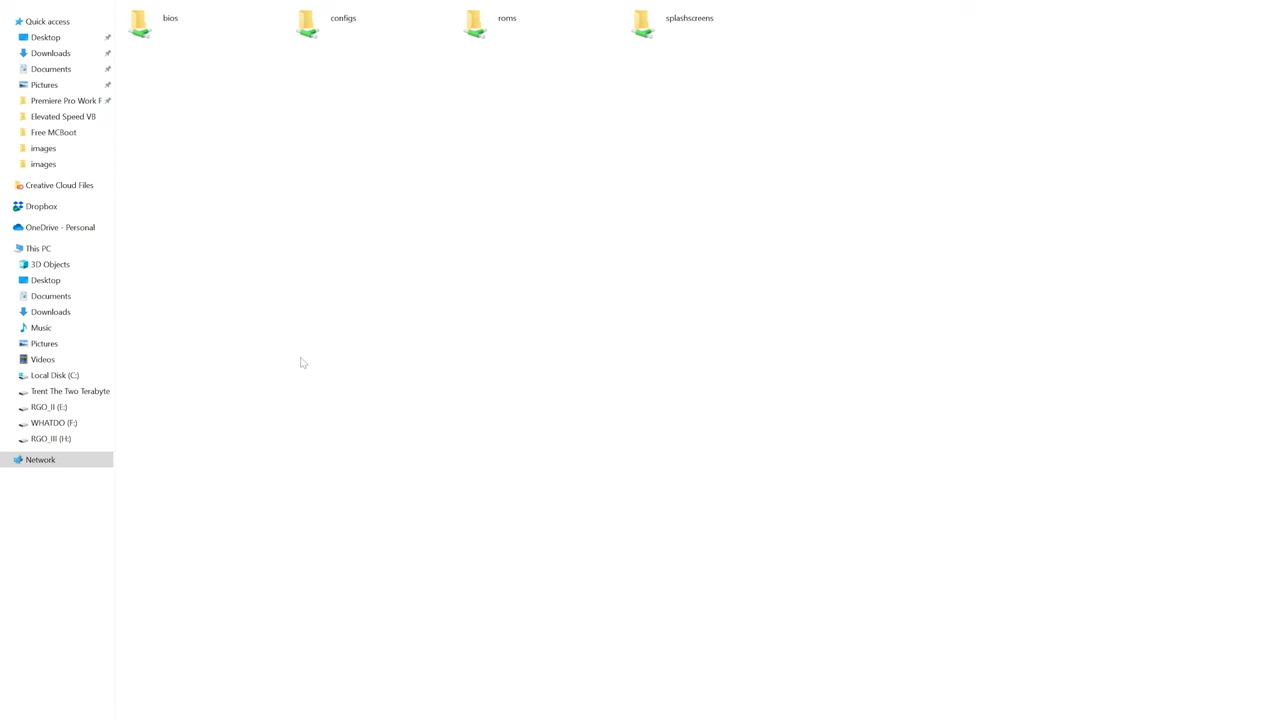 Quick access
Desktop
Downloads
Documents
Pictures
Premiere Pro Work F
Elevated Speed V8
Free MCBoot
images
images
Creative Cloud Files
Dropbox
OneDrive - Personal
This PC
3D Objects
Desktop
Documents
Downloads
Music
Pictures
Videos
Local Disk (C:)
Trent The Two Terabyte
RGO_II (E:)
WHATDO (F:)
RGO_III (H:)
Network
bios
configs
roms
splashscreens